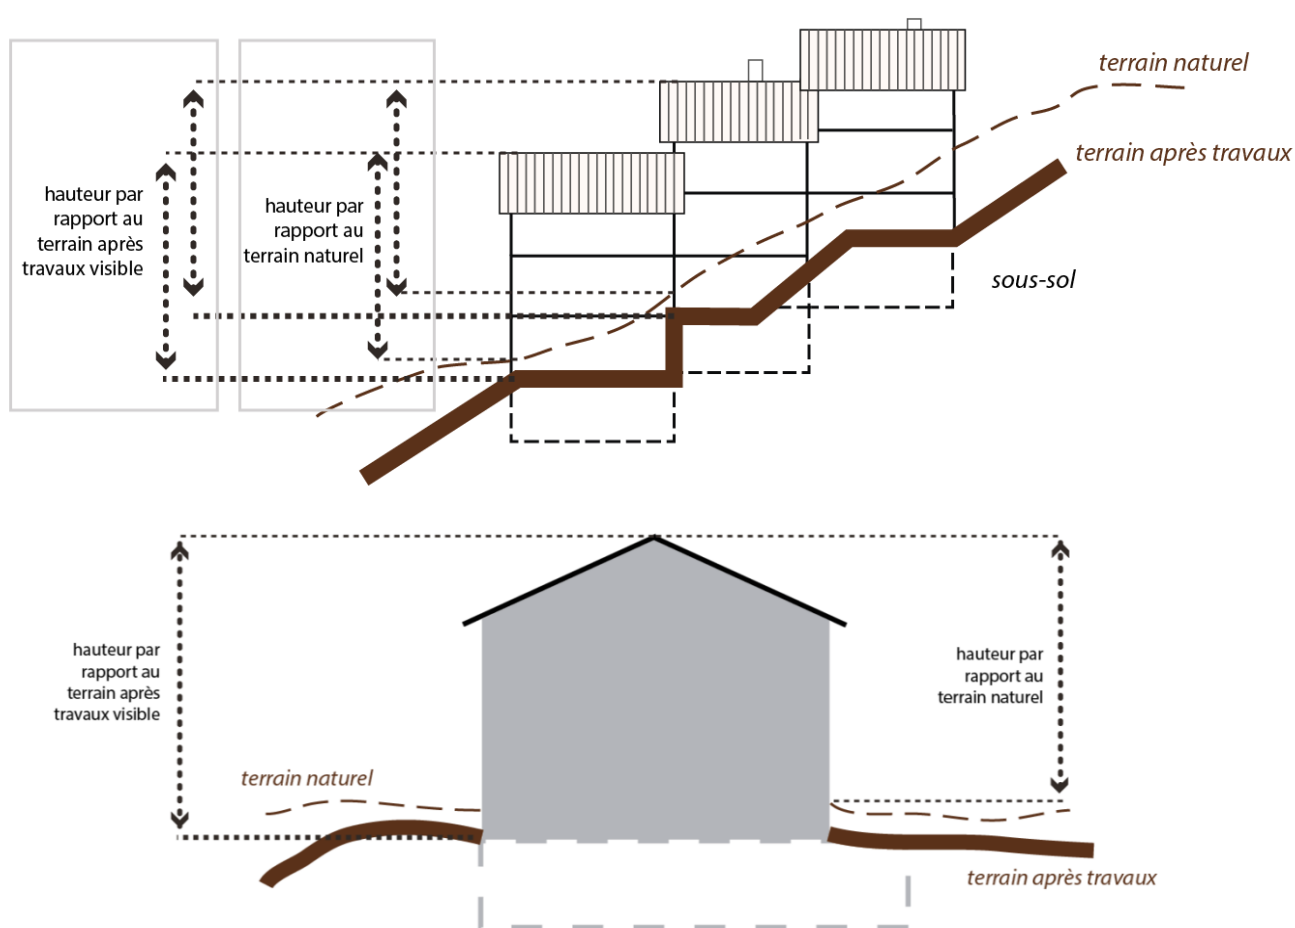 terrain naturel
terrain après travaux
hauteur par
rapport au
terrain après
travaux visible
hauteur par
rapport au
terrain naturel
sous-sol
hauteur par
rapport au
terrain après
travaux visible
hauteur par
rapport au
terrain naturel
terrain naturel
terrain après travaux